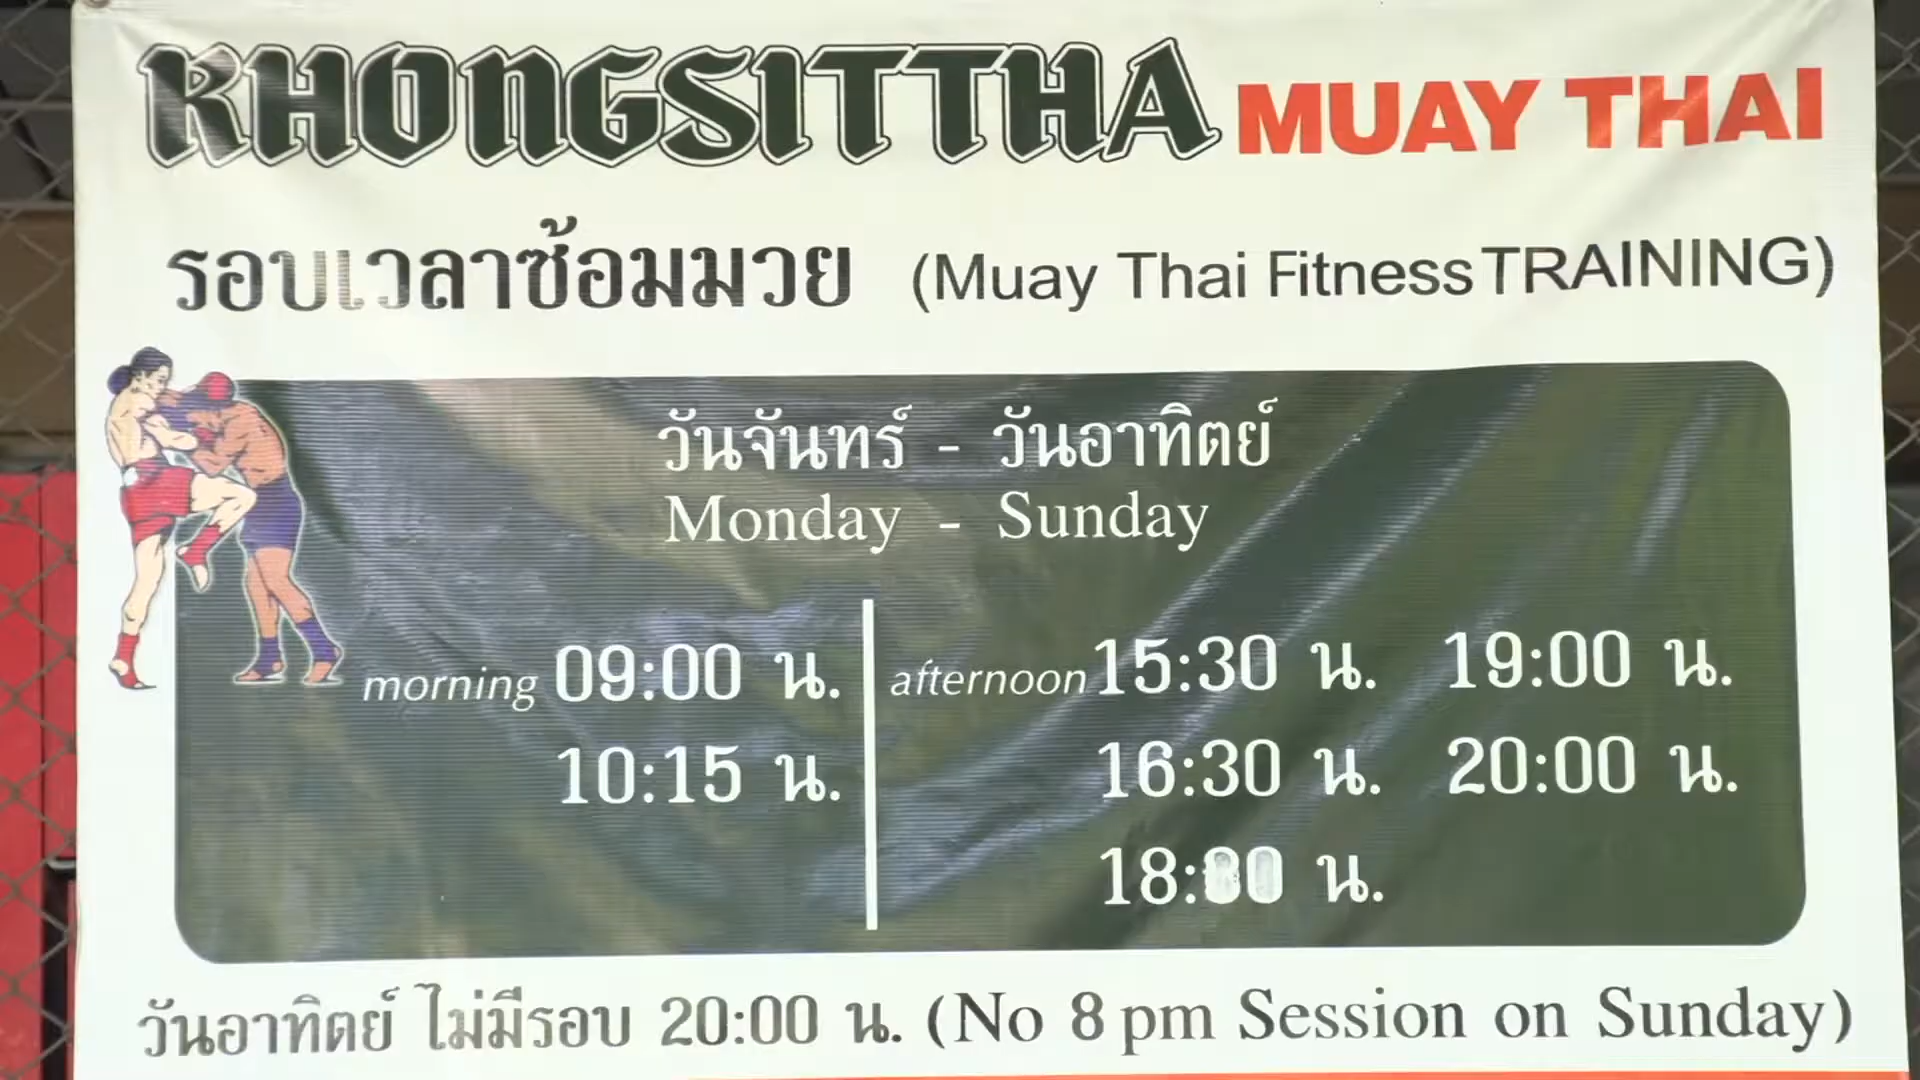 KHONGSITTHA MUAY THAI
รอบเวลาซ้อมมวย (Muay Thai Fitness TRAINING)
วันจันทร์ - วันอาทิตย์
Monday - Sunday
morning 09:00 น.
10:15 น.
afternoon 15:30 น. 19:00 น.
16:30 น. 20:00 น.
น.
วันอาทิตย์ ไม่มีรอบ 20:00 น. (No 8 pm Session on Sunday)